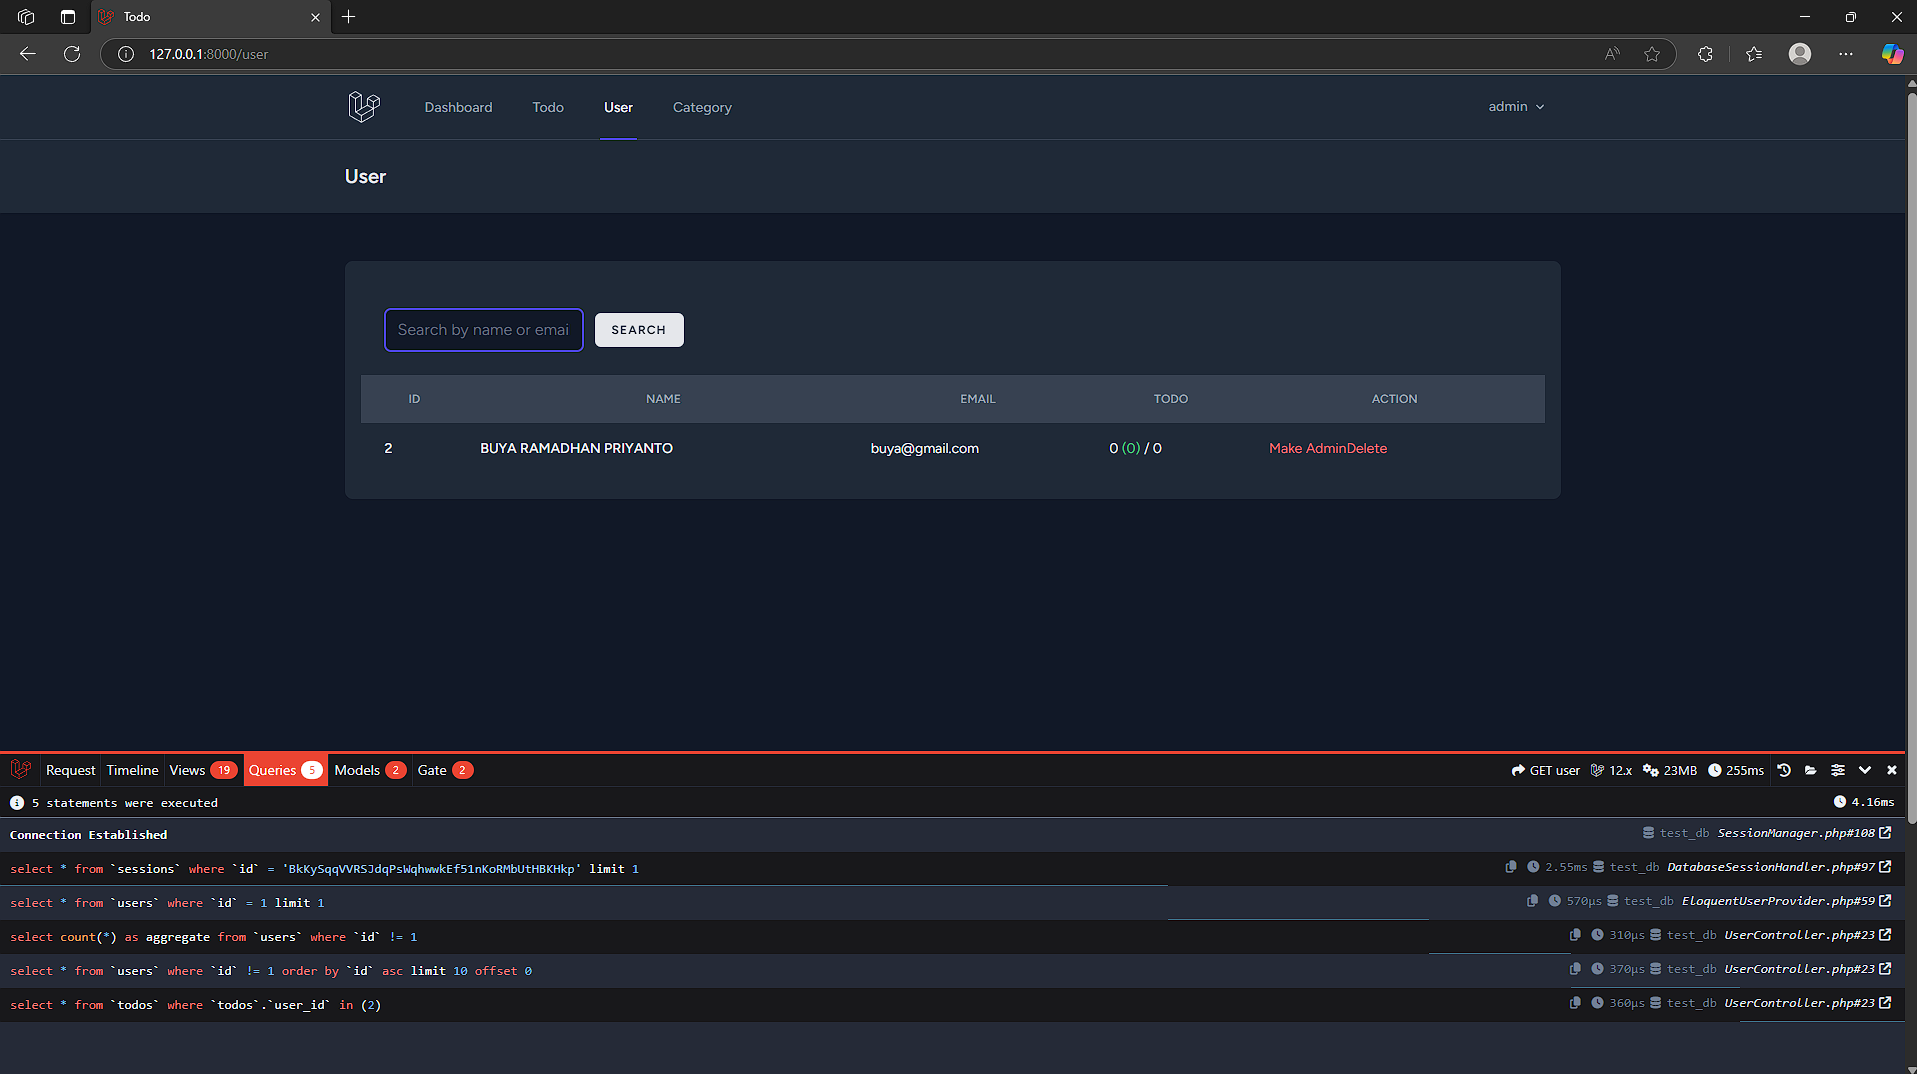 Todo
127.0.0.1:8000/user
Dashboard Todo User Category admin
User
Search by name or emai SEARCH
ID NAME EMAIL TODO ACTION
2 BUYA RAMADHAN PRIYANTO buya@gmail.com 0 (0) / 0 Make AdminDelete
Request Timeline Views 19 Queries 5 Models 2 Gate 2 GET user 12.x 23MB 255ms
5 statements were executed 4.16ms
Connection Established test_db SessionManager.php#108
select * from `sessions` where `id` = 'BkKySqqVVRSJdqPsWqhwwkEf51nKoRMbUtHBKHkp' limit 1 2.55ms test_db DatabaseSessionHandler.php#97
select * from `users` where `id` = 1 limit 1 570μs test_db EloquentUserProvider.php#59
select count(*) as aggregate from `users` where `id` != 1 310μs test_db UserController.php#23
select * from `users` where `id` != 1 order by `id` asc limit 10 offset 0 370μs test_db UserController.php#23
select * from `todos` where `todos`.`user_id` in (2) 360μs test_db UserController.php#23